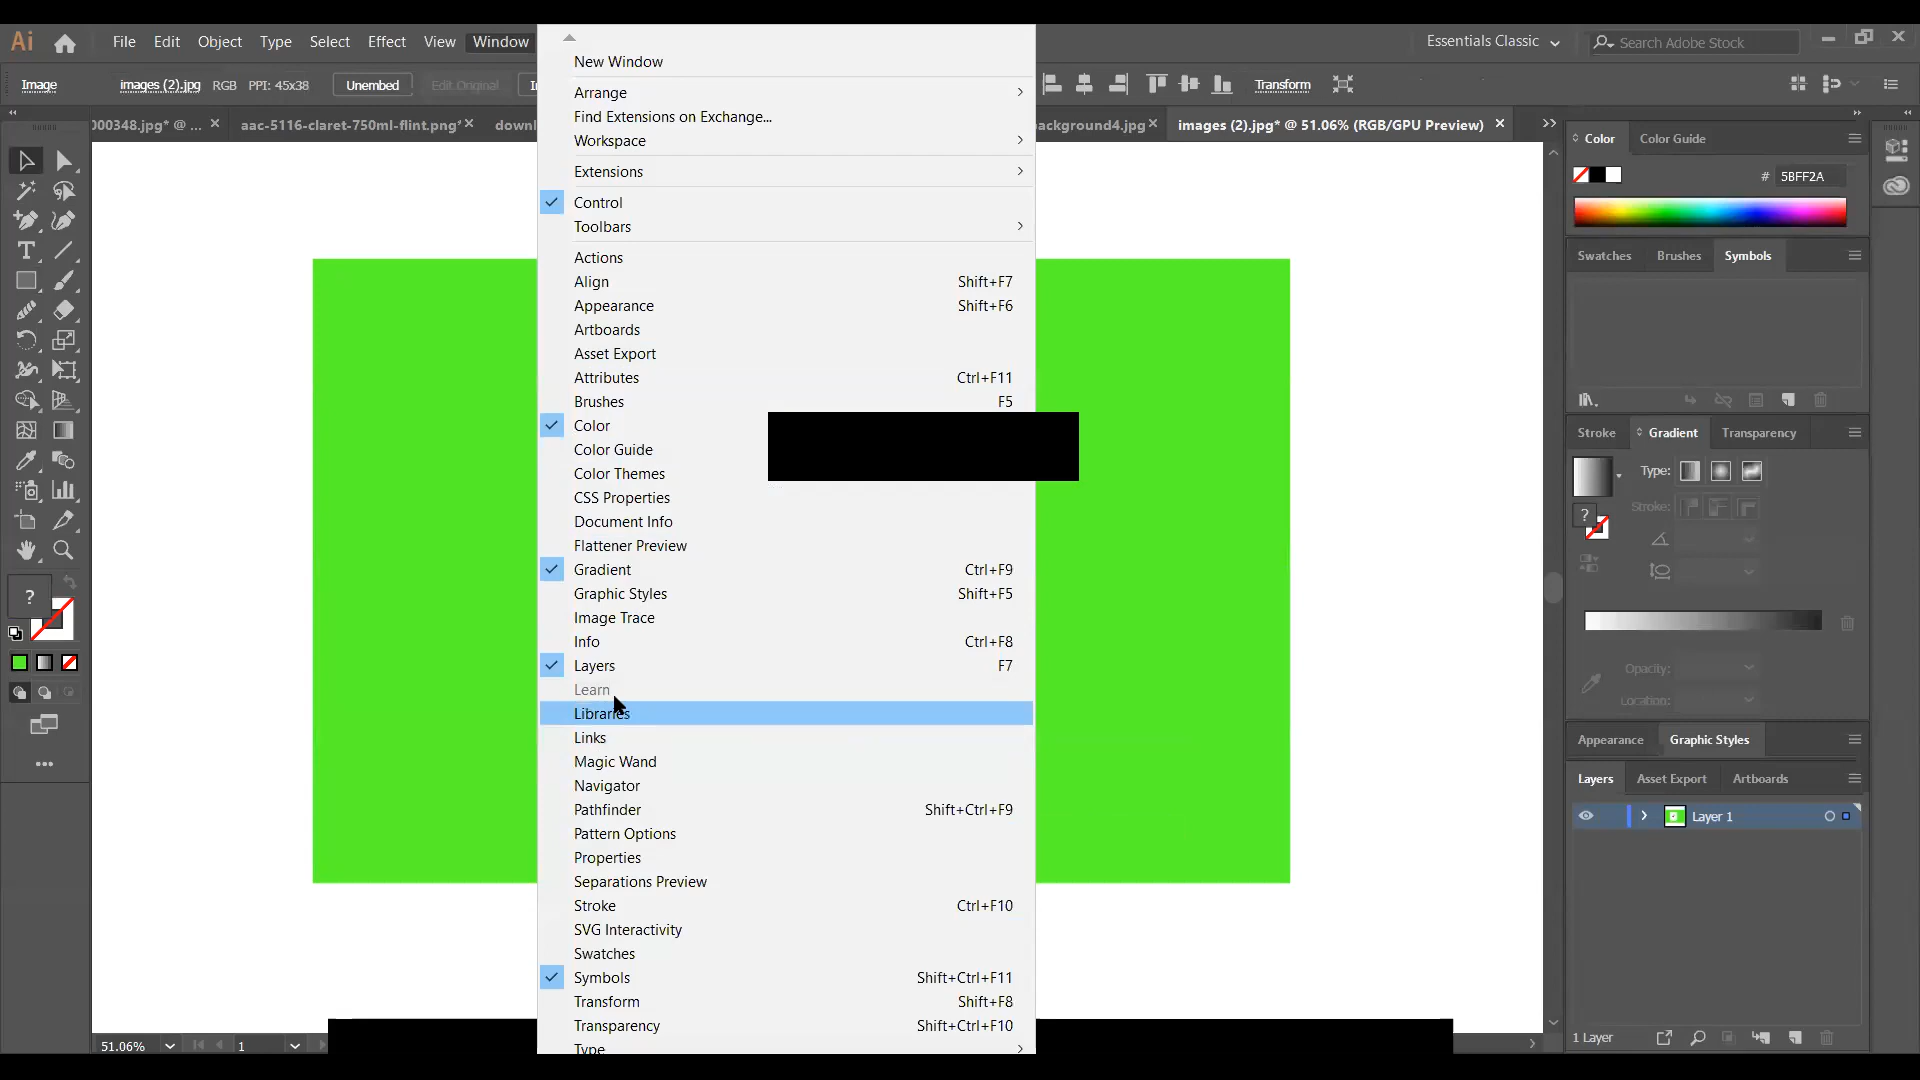 Ai File Edit Object Type Select Effect View Window
Essentials Classic
Search Adobe Stock
Image images (2).jpg RGB PPI: 45x38 Unembed Edit Original
Transform
000348.jpg* @ ... aac-5116-claret-750ml-flint.png* downl
ackground4.jpg images (2).jpg* @ 51.06% (RGB/GPU Preview)
New Window
Arrange
Find Extensions on Exchange...
Workspace
Extensions
Control
Toolbars
Actions
Align Shift+F7
Appearance Shift+F6
Artboards
Asset Export
Attributes Ctrl+F11
Brushes F5
Color
Color Guide
Color Themes
CSS Properties
Document Info
Flattener Preview
Gradient Ctrl+F9
Graphic Styles Shift+F5
Image Trace
Info Ctrl+F8
Layers F7
Learn
Libraries
Links
Magic Wand
Navigator
Pathfinder Shift+Ctrl+F9
Pattern Options
Properties
Separations Preview
Stroke Ctrl+F10
SVG Interactivity
Swatches
Symbols Shift+Ctrl+F11
Transform Shift+F8
Transparency Shift+Ctrl+F10
Type
Color Color Guide
# 5BFF2A
Swatches Brushes Symbols
Stroke Gradient Transparency
Type:
Stroke:
?
Opacity:
Location:
Appearance Graphic Styles
Layers Asset Export Artboards
Layer 1
1 Layer
?
51.06% 1